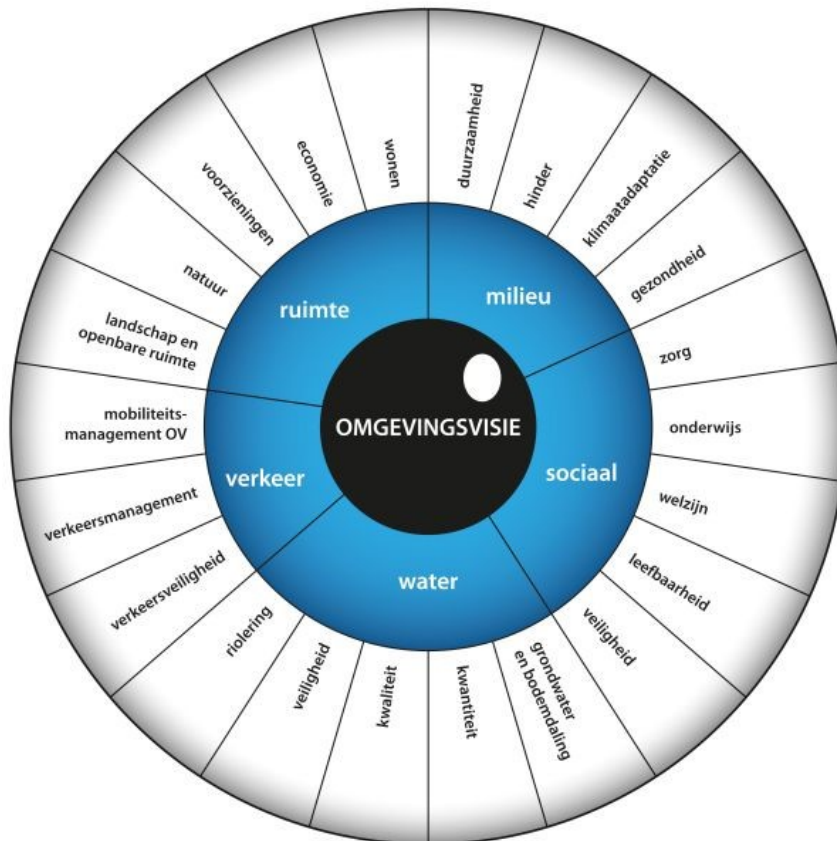 OMGEVINGSVISIE
ruimte
milieu
sociaal
water
verkeer
duurzaamheid
hinder
klimaatadaptatie
gezondheid
zorg
onderwijs
welzijn
leefbaarheid
veiligheid
grondwater
en bodemdaling
kwantiteit
kwaliteit
veiligheid
riolering
verkeersveiligheid
verkeersmanagement
mobiliteits-
management OV
landschap en
openbare ruimte
natuur
voorzieningen
economie
wonen